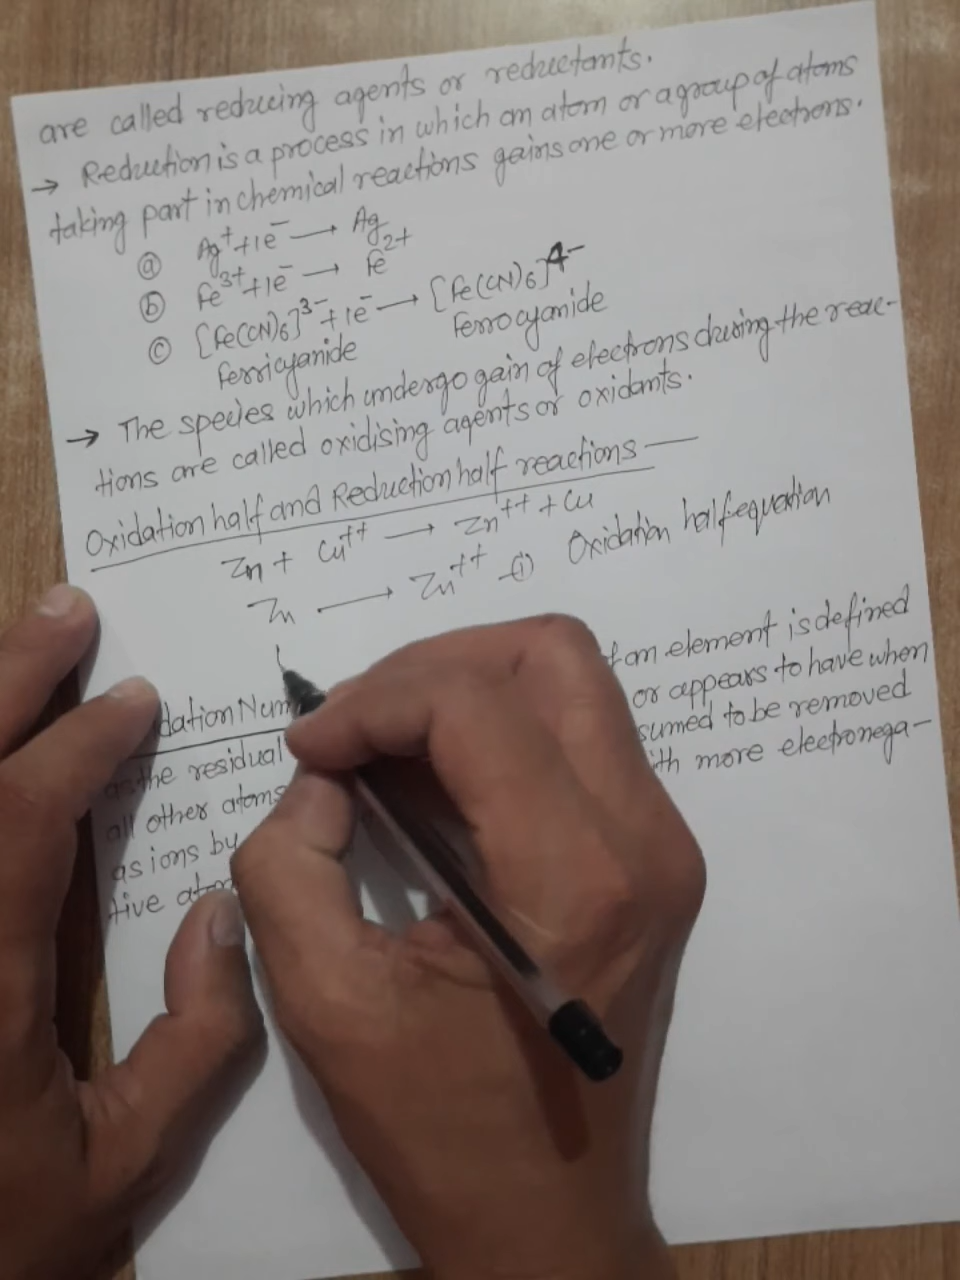 are called reducing agents or reductants.
→ Reduction is a process in which an atom or a group of atoms
taking part in chemical reactions gains one or more electrons.
ⓐ Ag⁺+1e⁻ → Ag
ⓑ Fe³⁺+1e⁻ → Fe²⁺
ⓒ [Fe(CN)6]³⁻+1e⁻ → [Fe(CN)6]⁴⁻
ferricyanide ferrocyanide
→ The species which undergo gain of electrons during the reac-
tions are called oxidising agents or oxidants.
Oxidation half and Reduction half reactions —
Zn + Cu⁺⁺ → Zn⁺⁺ + Cu
Zn → Zn⁺⁺ -(i) Oxidation half equation
dation Num an element is defined
as the residual or appears to have when
all other atoms sumed to be removed
as ions by ith more electronega-
tive atom